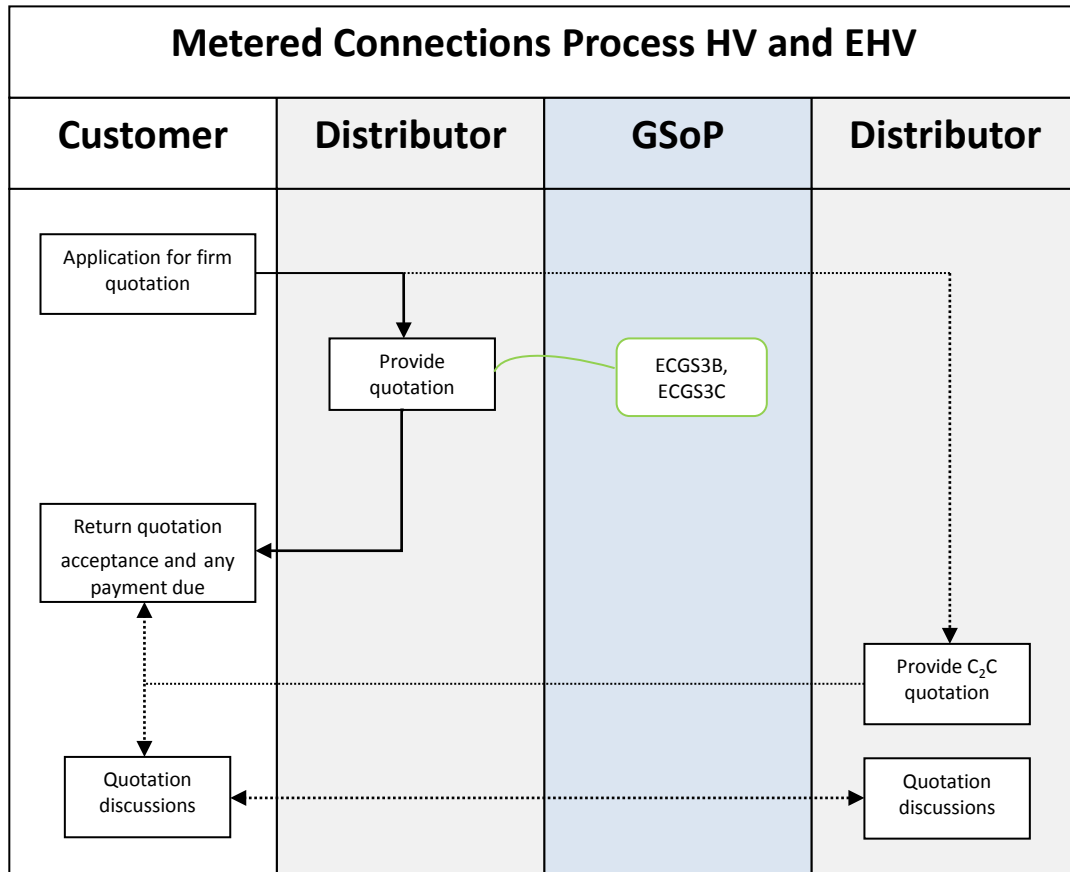 Metered Connections Process HV and EHV
Customer
Distributor
GSoP
Distributor
Application for firm
quotation
Provide
quotation
ECGS3B,
ECGS3C
Return quotation
acceptance and any
payment due
Provide C₂C
quotation
Quotation
discussions
Quotation
discussions